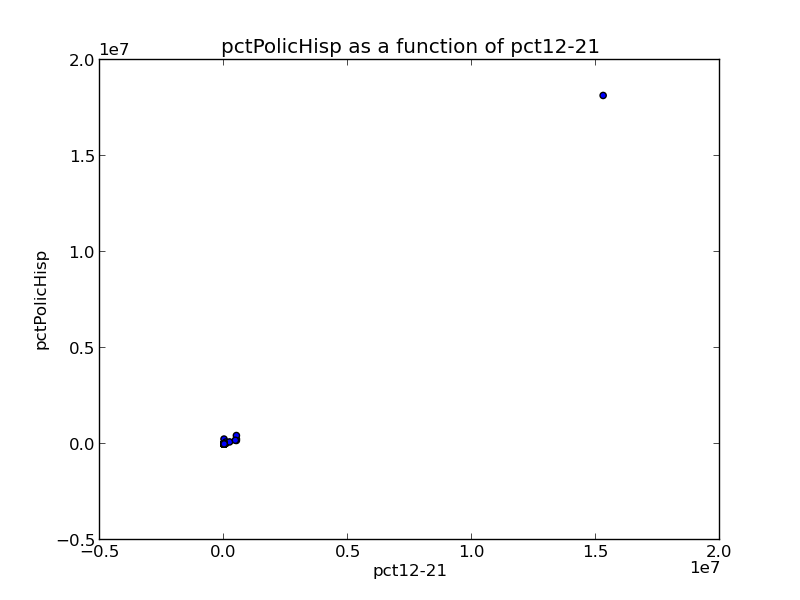 pctPolicHisp as a function of pct12-21
1e7
2.0
1.5
1.0
0.5
0.0
−0.5
pctPolicHisp
−0.5 0.0 0.5 1.0 1.5 2.0
1e7
pct12-21